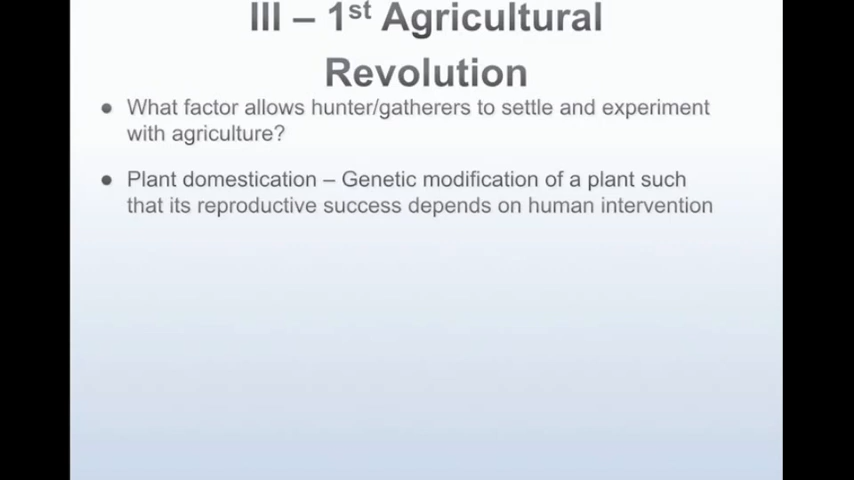 III – 1st Agricultural
Revolution
● What factor allows hunter/gatherers to settle and experiment
with agriculture?
● Plant domestication – Genetic modification of a plant such
that its reproductive success depends on human intervention